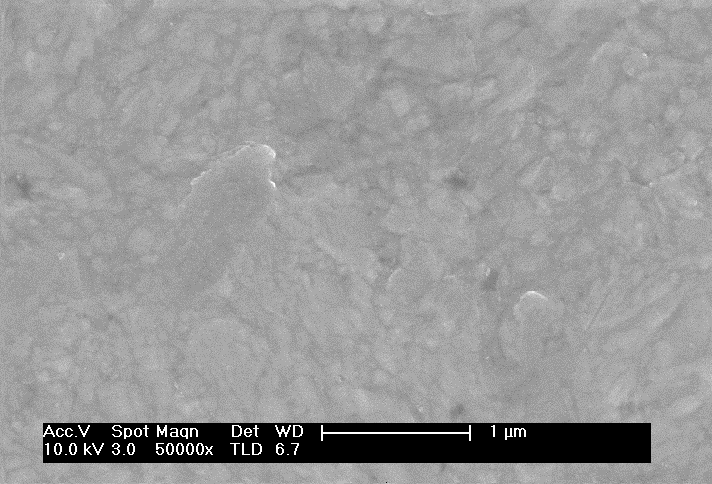 Acc.V Spot Magn Det WD 1 µm
10.0 kV 3.0 50000x TLD 6.7